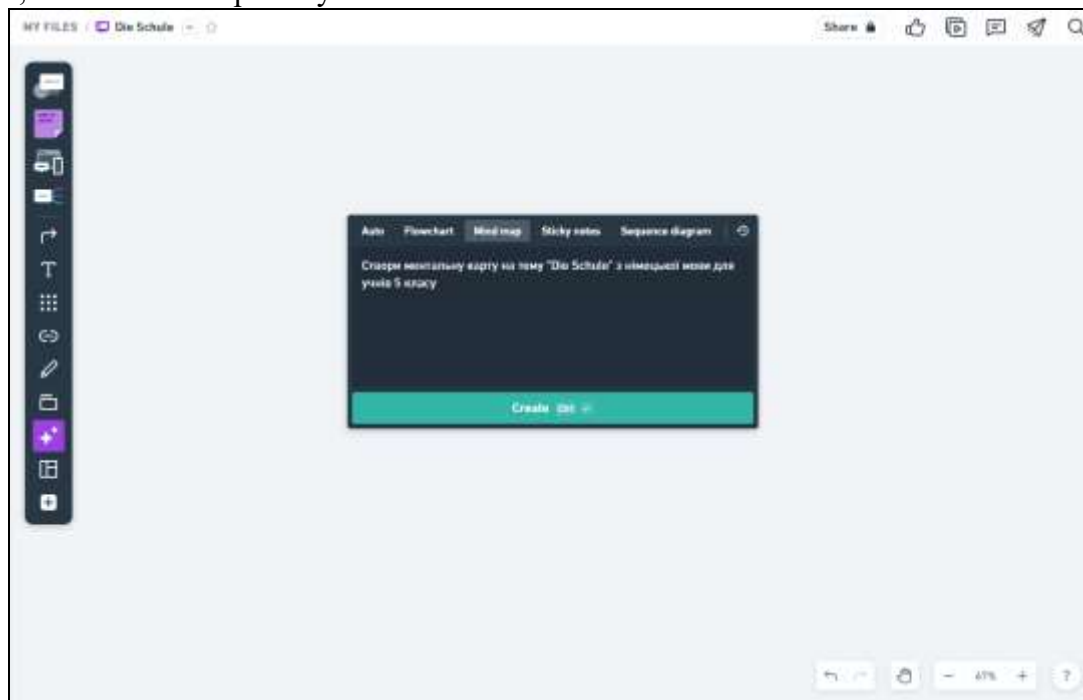 MY FILES / Die Schule
Share
Auto Flowchart Mind map Sticky notes Sequence diagram
Створи ментальну карту на тему "Die Schule" з німецької мови для
учнів 5 класу
Create Ctrl
T
?